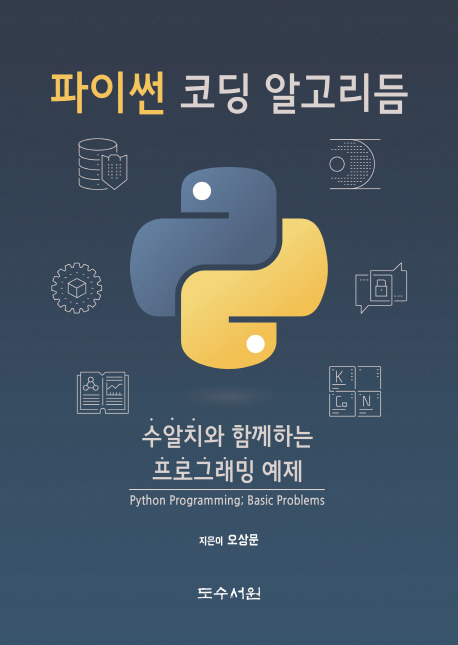 파이썬 코딩 알고리듬
K
Co
N
수알치와 함께하는
프로그래밍 예제
Python Programming; Basic Problems
지은이 오상문
도수서원